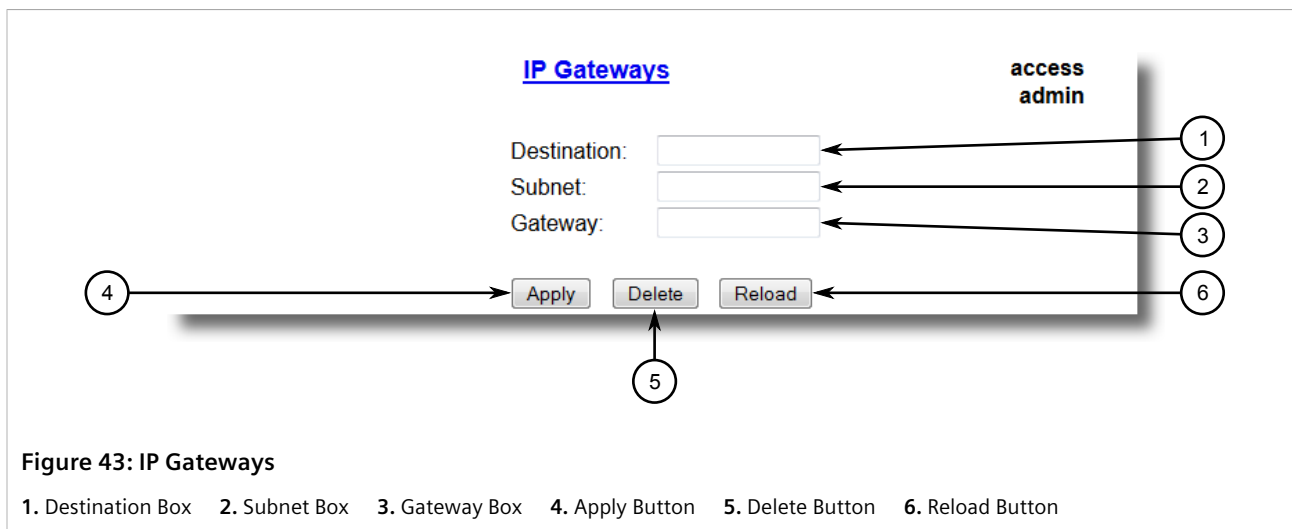 IP Gateways
access
admin
Destination:
1
Subnet:
2
Gateway:
3
4
Apply
Delete
Reload
6
5
Figure 43: IP Gateways
1. Destination Box 2. Subnet Box 3. Gateway Box 4. Apply Button 5. Delete Button 6. Reload Button